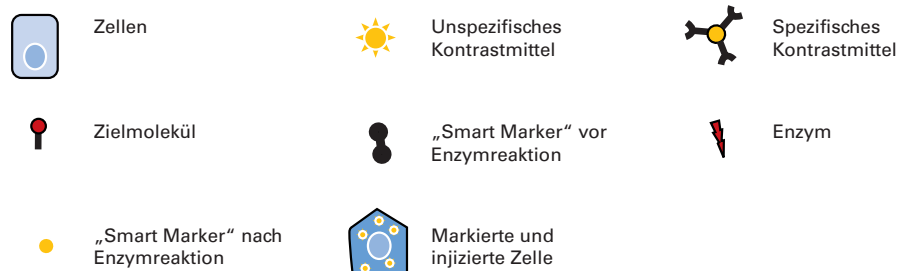 Zellen
Unspezifisches
Kontrastmittel
Spezifisches
Kontrastmittel
Zielmolekül
„Smart Marker“ vor
Enzymreaktion
Enzym
„Smart Marker“ nach
Enzymreaktion
Markierte und
injizierte Zelle